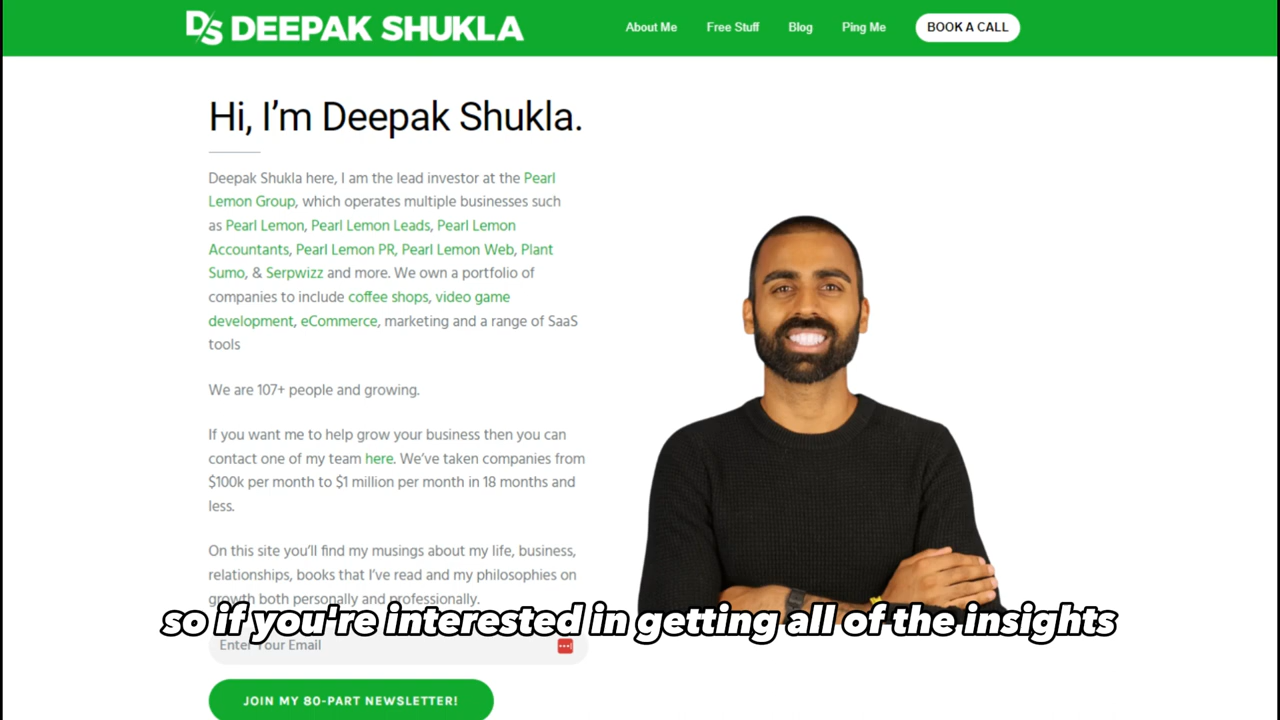 DS DEEPAK SHUKLA
About Me
Free Stuff
Blog
Ping Me
BOOK A CALL
Hi, I'm Deepak Shukla.
Deepak Shukla here, I am the lead investor at the Pearl
Lemon Group, which operates multiple businesses such
as Pearl Lemon, Pearl Lemon Leads, Pearl Lemon
Accountants, Pearl Lemon PR, Pearl Lemon Web, Plant
Sumo, & Serpwizz and more. We own a portfolio of
companies to include coffee shops, video game
development, eCommerce, marketing and a range of SaaS
tools
We are 107+ people and growing.
If you want me to help grow your business then you can
contact one of my team here. We've taken companies from
$100k per month to $1 million per month in 18 months and
less.
On this site you'll find my musings about my life, business,
relationships, books that I've read and my philosophies on
growth both personally and professionally.
so if you're interested in getting all of the insights
Enter Your Email
JOIN MY 80-PART NEWSLETTER!